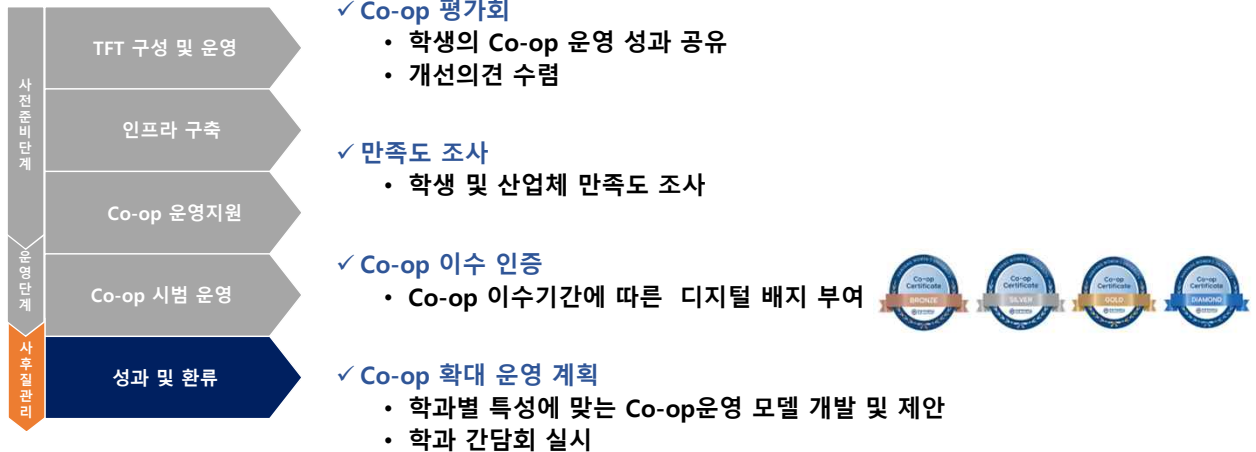 사전준비단계
TFT 구성 및 운영
인프라 구축
Co-op 운영지원
운영단계
Co-op 시범 운영
사후질관리
성과 및 환류
✓ Co-op 평가회
• 학생의 Co-op 운영 성과 공유
• 개선의견 수렴
✓ 만족도 조사
• 학생 및 산업체 만족도 조사
✓ Co-op 이수 인증
• Co-op 이수기간에 따른 디지털 배지 부여
Co-op
Certificate
BRONZE
Co-op
Certificate
SILVER
Co-op
Certificate
GOLD
Co-op
Certificate
DIAMOND
✓ Co-op 확대 운영 계획
• 학과별 특성에 맞는 Co-op운영 모델 개발 및 제안
• 학과 간담회 실시